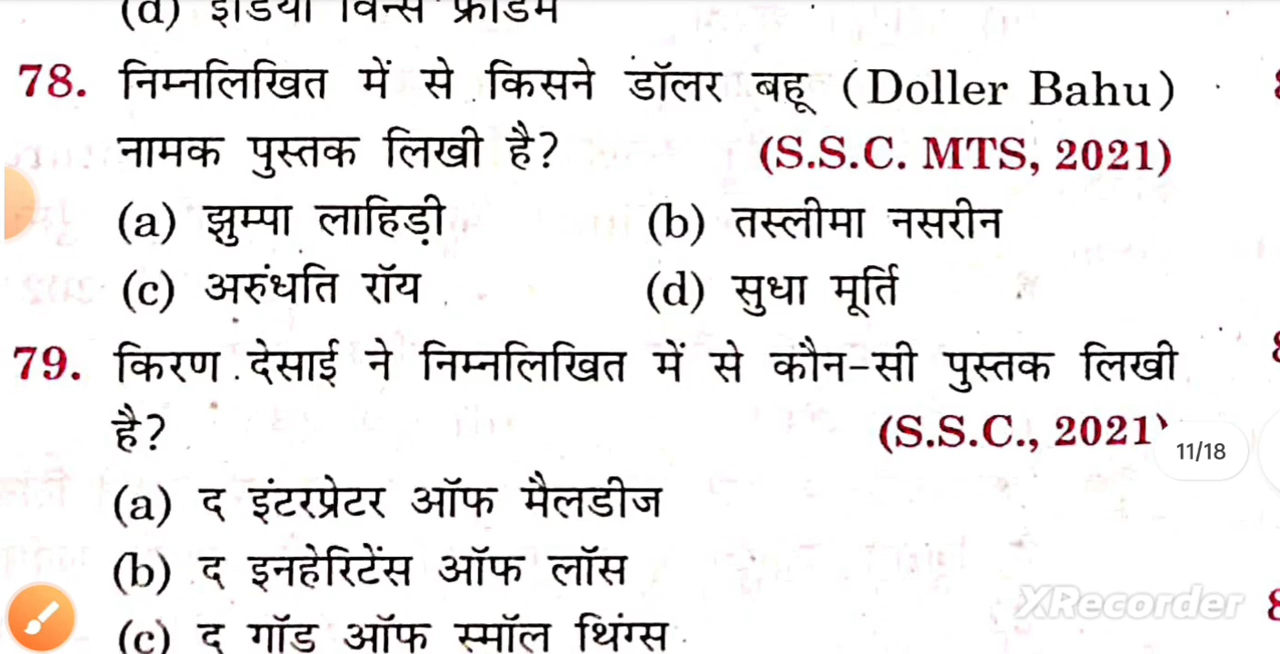 (d) इंडिया विन्स फ्रीडम
78. निम्नलिखित में से किसने डॉलर बहू (Doller Bahu)
नामक पुस्तक लिखी है? (S.S.C. MTS, 2021)
(a) झुम्पा लाहिड़ी (b) तस्लीमा नसरीन
(c) अरुंधति रॉय (d) सुधा मूर्ति
79. किरण देसाई ने निम्नलिखित में से कौन-सी पुस्तक लिखी
है? (S.S.C., 2021)
11/18
(a) द इंटरप्रेटर ऑफ मैलडीज
(b) द इनहेरिटेंस ऑफ लॉस
XRecorder
(c) द गॉड ऑफ स्मॉल थिंग्स